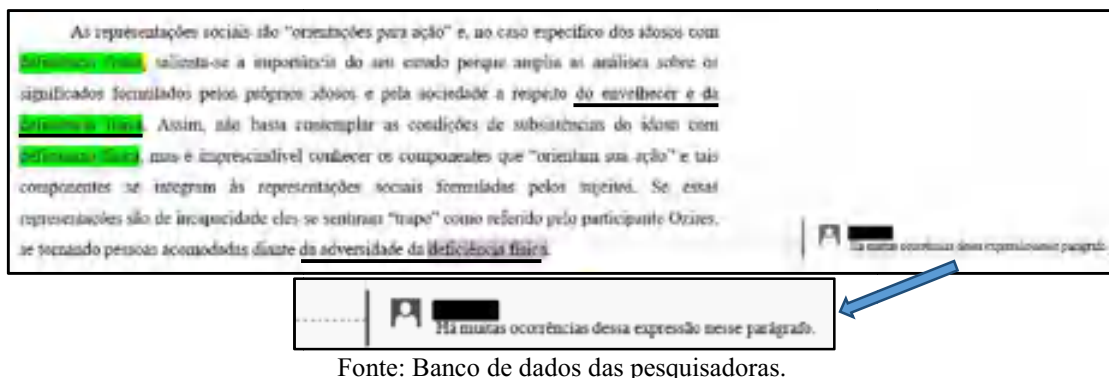 As representações sociais são “orientações para ação” e, no caso específico dos idosos com
deficiência física, salienta-se a importância do seu estudo porque amplia as análises sobre os
significados formulados pelos próprios idosos e pela sociedade a respeito do envelhecer e da
deficiência física. Assim, não basta contemplar as condições de subsistências do idoso com
deficiência física, mas é imprescindível conhecer os componentes que “orientam sua ação” e tais
componentes se integram às representações sociais formuladas pelos sujeitos. Se essas
representações são de incapacidade eles se sentiram “trapo” como referido pelo participante Ozires,
se tornando pessoas acomodadas diante da adversidade da deficiência física.
Há muitas ocorrências dessa expressão nesse parágrafo.
Há muitas ocorrências dessa expressão nesse parágrafo.
Fonte: Banco de dados das pesquisadoras.